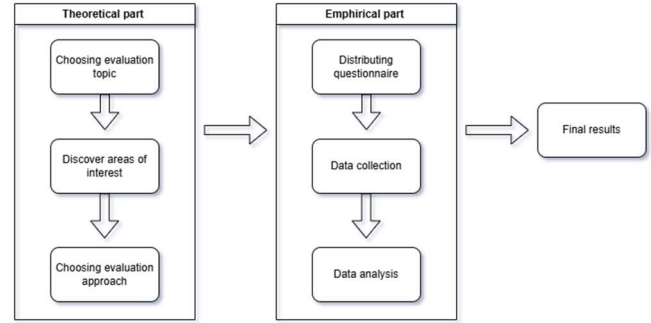 Theoretical part
Choosing evaluation
topic
Discover areas of
interest
Choosing evaluation
approach
Emphirical part
Distributing
questionnaire
Data collection
Data analysis
Final results